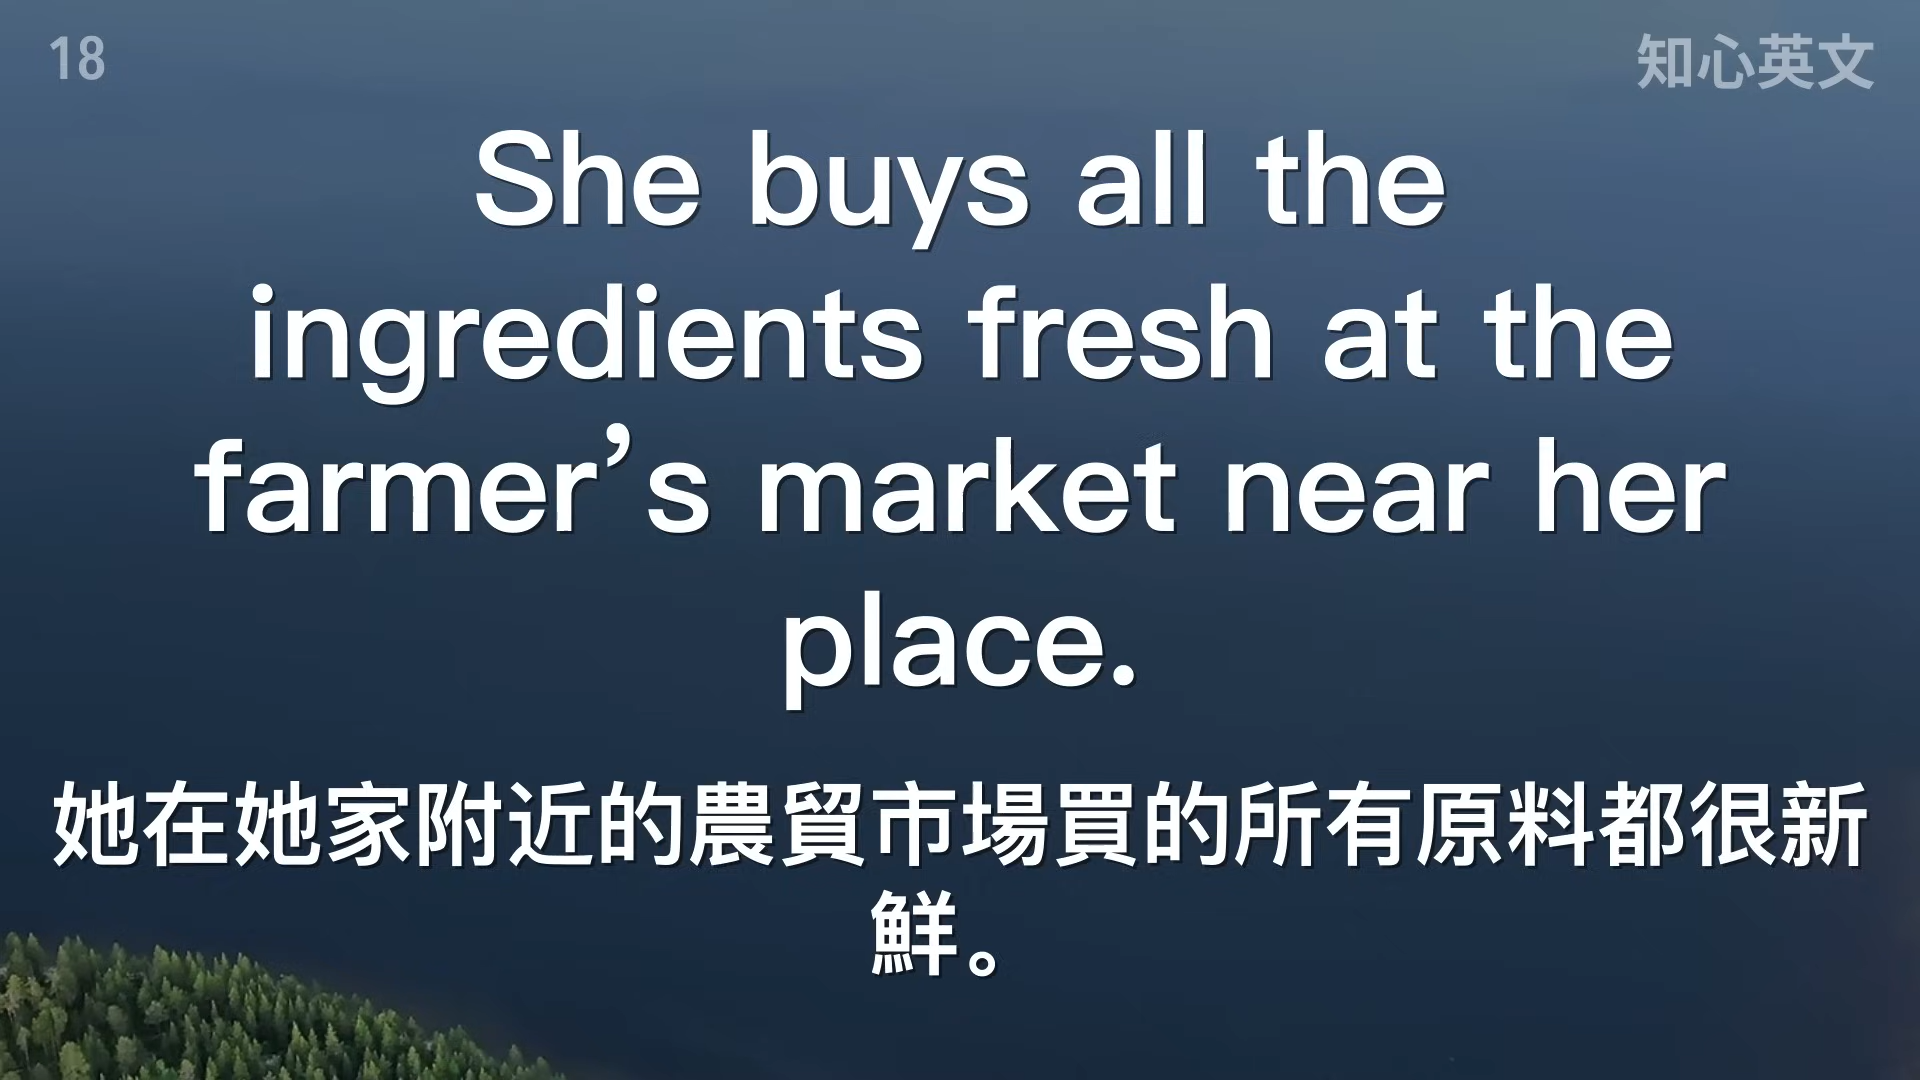 18
知心英文
She buys all the
ingredients fresh at the
farmer’s market near her
place.
她在她家附近的農貿市場買的所有原料都很新
鮮。